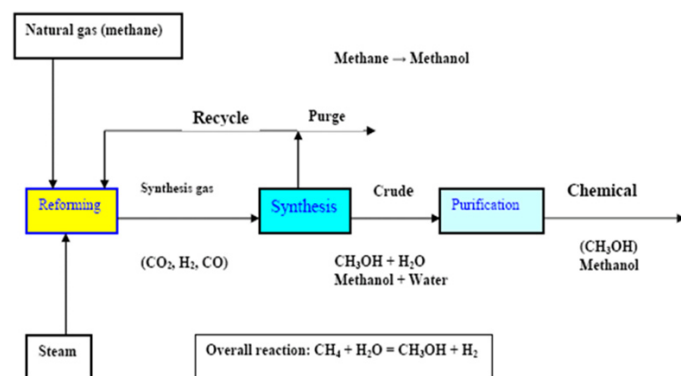 Natural gas (methane)
Methane → Methanol
Recycle
Purge
Reforming
Synthesis gas
Synthesis
Crude
Purification
Chemical
(CO₂, H₂, CO)
CH₃OH + H₂O
Methanol + Water
(CH₃OH)
Methanol
Steam
Overall reaction: CH₄ + H₂O = CH₃OH + H₂